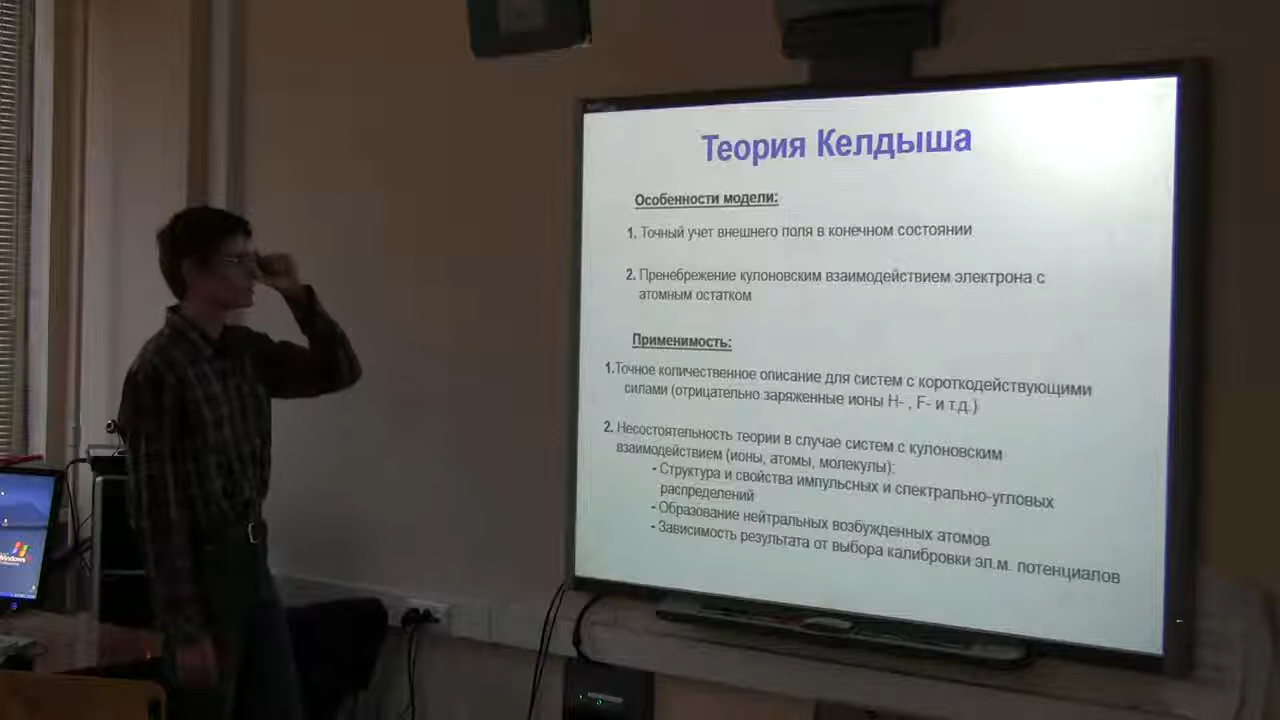 Теория Келдыша
Особенности модели:
1. Точный учет внешнего поля в конечном состоянии
2. Пренебрежение кулоновским взаимодействием электрона с
атомным остатком
Применимость:
1.Точное количественное описание для систем с короткодействующими
силами (отрицательно заряженные ионы H- , F- и т.д.)
2. Несостоятельность теории в случае систем с кулоновским
взаимодействием (ионы, атомы, молекулы):
- Структура и свойства импульсных и спектрально-угловых
распределений
- Образование нейтральных возбужденных атомов
- Зависимость результата от выбора калибровки эл.м. потенциалов
Windows